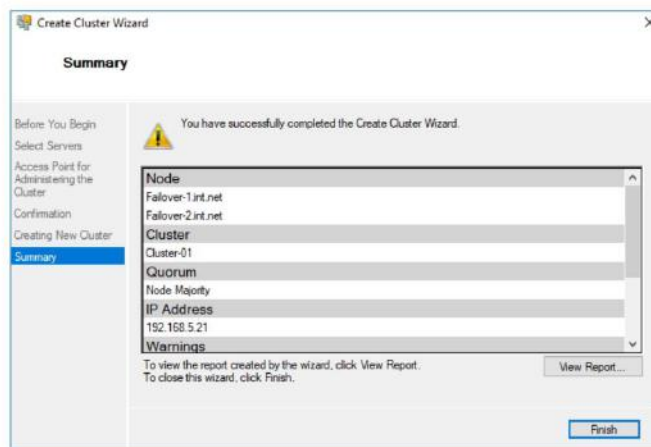 Create Cluster Wizard
Summary
Before You Begin
Select Servers
Access Point for
Administering the
Cluster
Confirmation
Creating New Cluster
Summary
You have successfully completed the Create Cluster Wizard.
Node
Failover-1.int.net
Failover-2.int.net
Cluster
Cluster-01
Quorum
Node Majority
IP Address
192.168.5.21
Warnings
To view the report created by the wizard, click View Report.
To close this wizard, click Finish.
View Report...
Finish